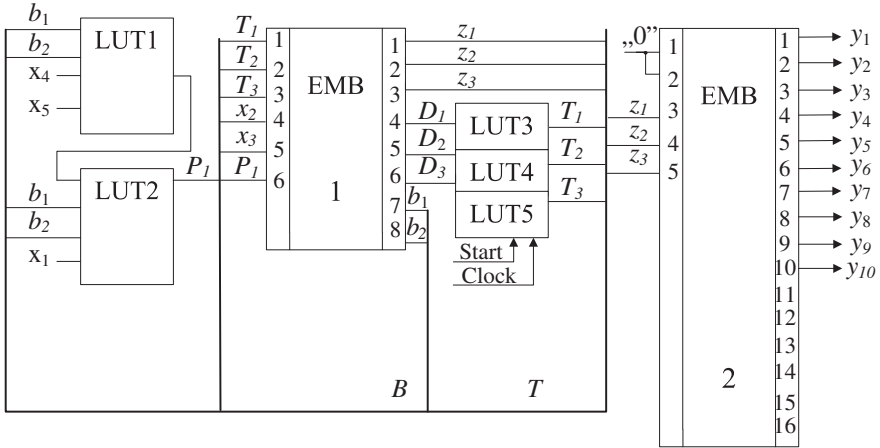 b1
b2
x4
x5
LUT1
P1
b1
b2
x1
LUT2
T1
T2
T3
x2
x3
P1
1
2
3
4
5
6
EMB
1
1
2
3
4
5
6
7
8
z1
z2
z3
D1
D2
D3
b1
b2
LUT3
LUT4
LUT5
Start
Clock
T1
T2
T3
B
T
„0”
z1
z2
z3
1
2
3
4
5
EMB
2
1
2
3
4
5
6
7
8
9
10
11
12
13
14
15
16
y1
y2
y3
y4
y5
y6
y7
y8
y9
y10